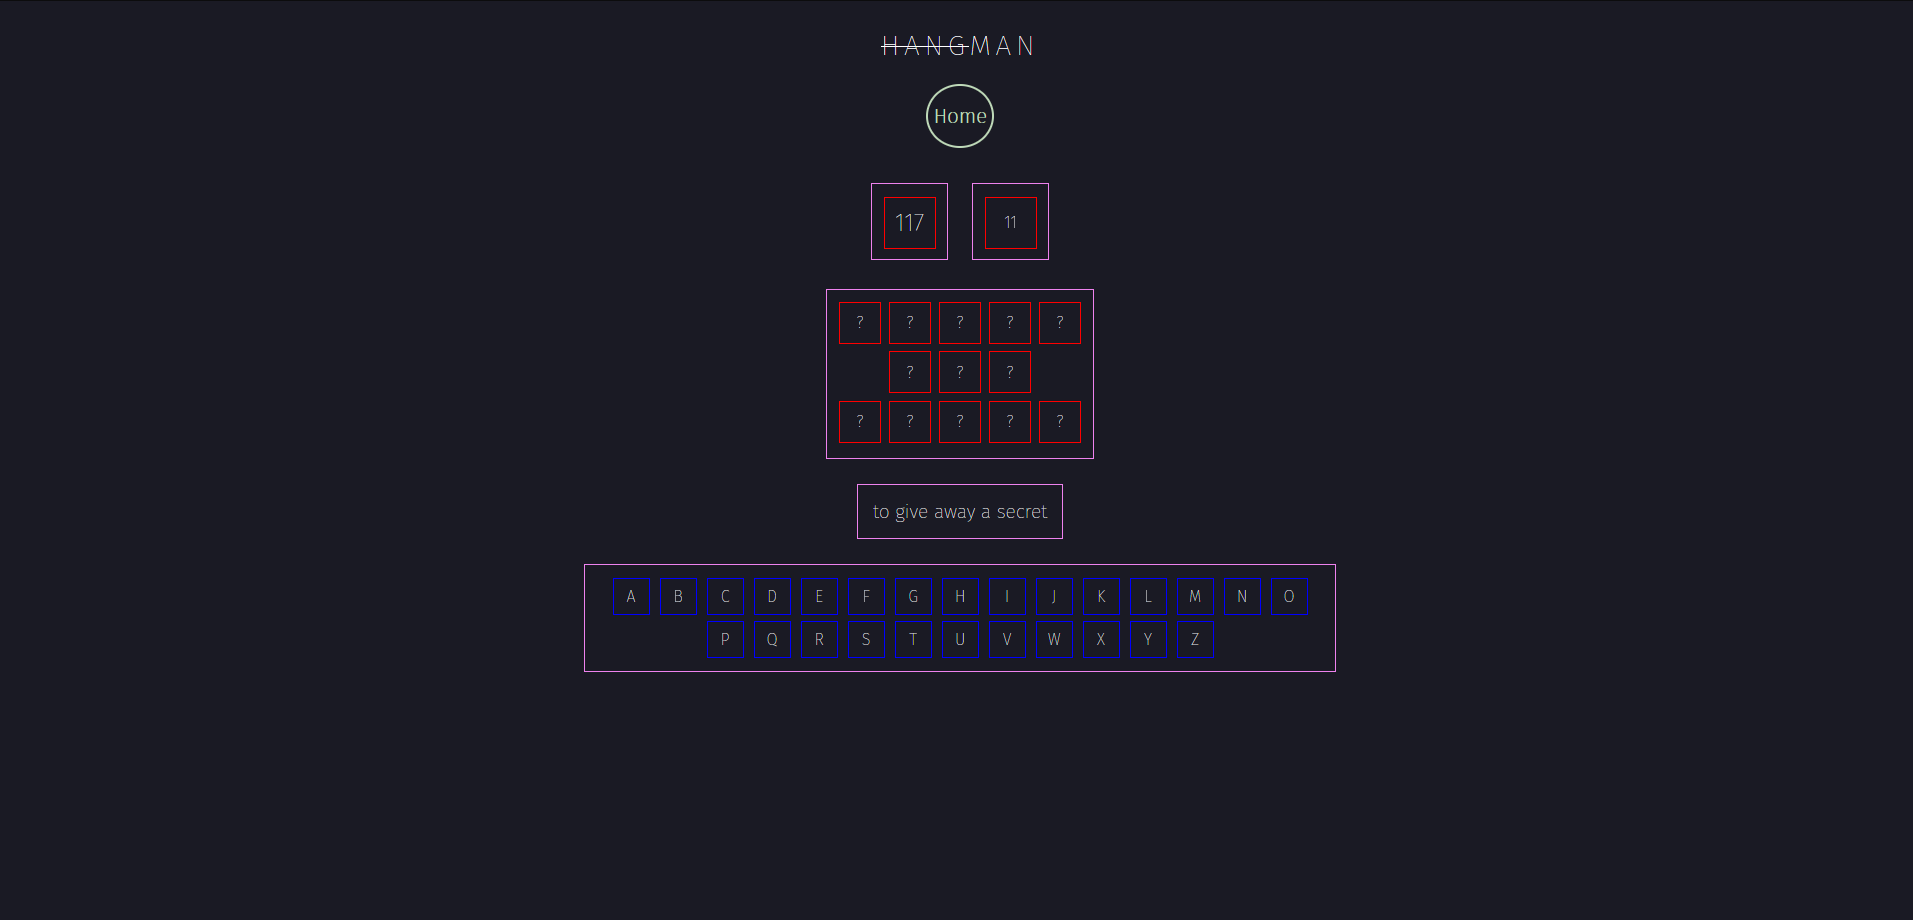 HANGMAN
Home
117 11
? ? ? ? ?
? ? ?
? ? ? ? ?
to give away a secret
A B C D E F G H I J K L M N O
P Q R S T U V W X Y Z